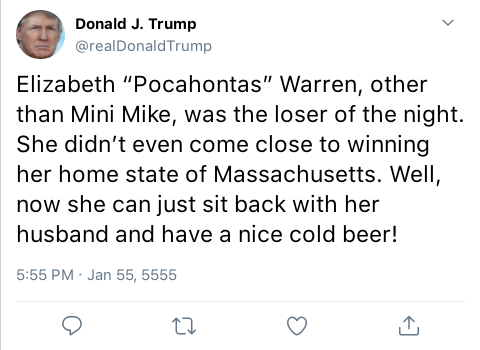 Donald J. Trump
@realDonaldTrump
Elizabeth “Pocahontas” Warren, other
than Mini Mike, was the loser of the night.
She didn’t even come close to winning
her home state of Massachusetts. Well,
now she can just sit back with her
husband and have a nice cold beer!
5:55 PM · Jan 55, 5555